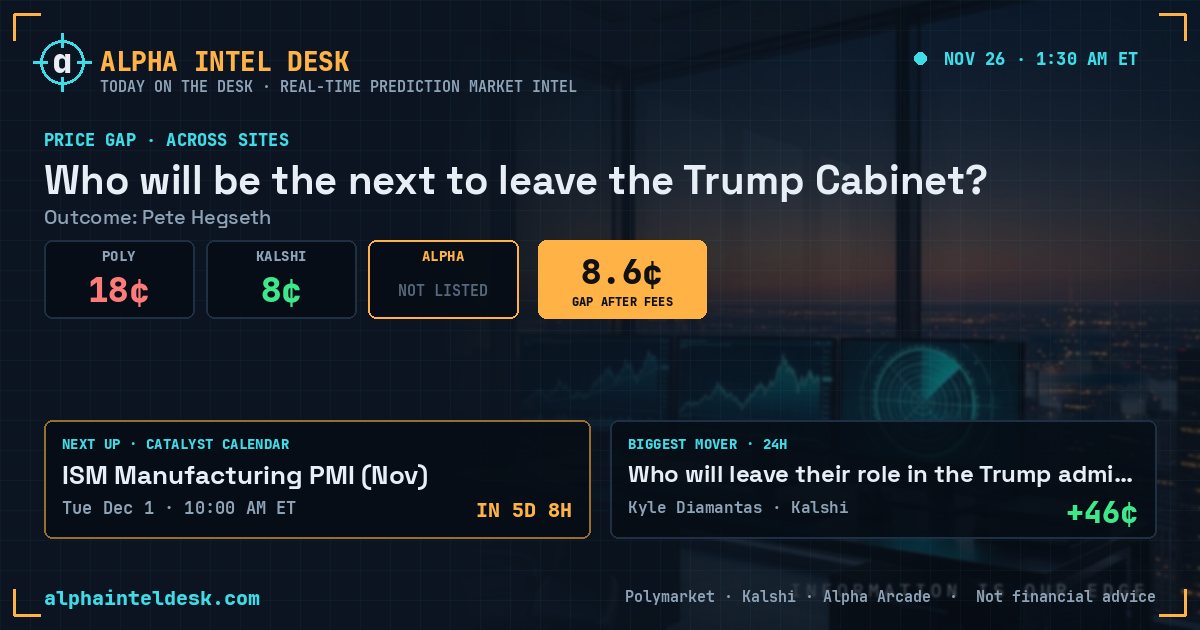 α
ALPHA INTEL DESK
TODAY ON THE DESK · REAL-TIME PREDICTION MARKET INTEL
NOV 26 · 1:30 AM ET
PRICE GAP · ACROSS SITES
Who will be the next to leave the Trump Cabinet?
Outcome: Pete Hegseth
POLY
18¢
KALSHI
8¢
ALPHA
NOT LISTED
8.6¢
GAP AFTER FEES
NEXT UP · CATALYST CALENDAR
ISM Manufacturing PMI (Nov)
Tue Dec 1 · 10:00 AM ET
IN 5D 8H
BIGGEST MOVER · 24H
Who will leave their role in the Trump admi…
Kyle Diamantas · Kalshi
+46¢
INFORMATION IS OUR EDGE
alphainteldesk.com
Polymarket · Kalshi · Alpha Arcade · Not financial advice